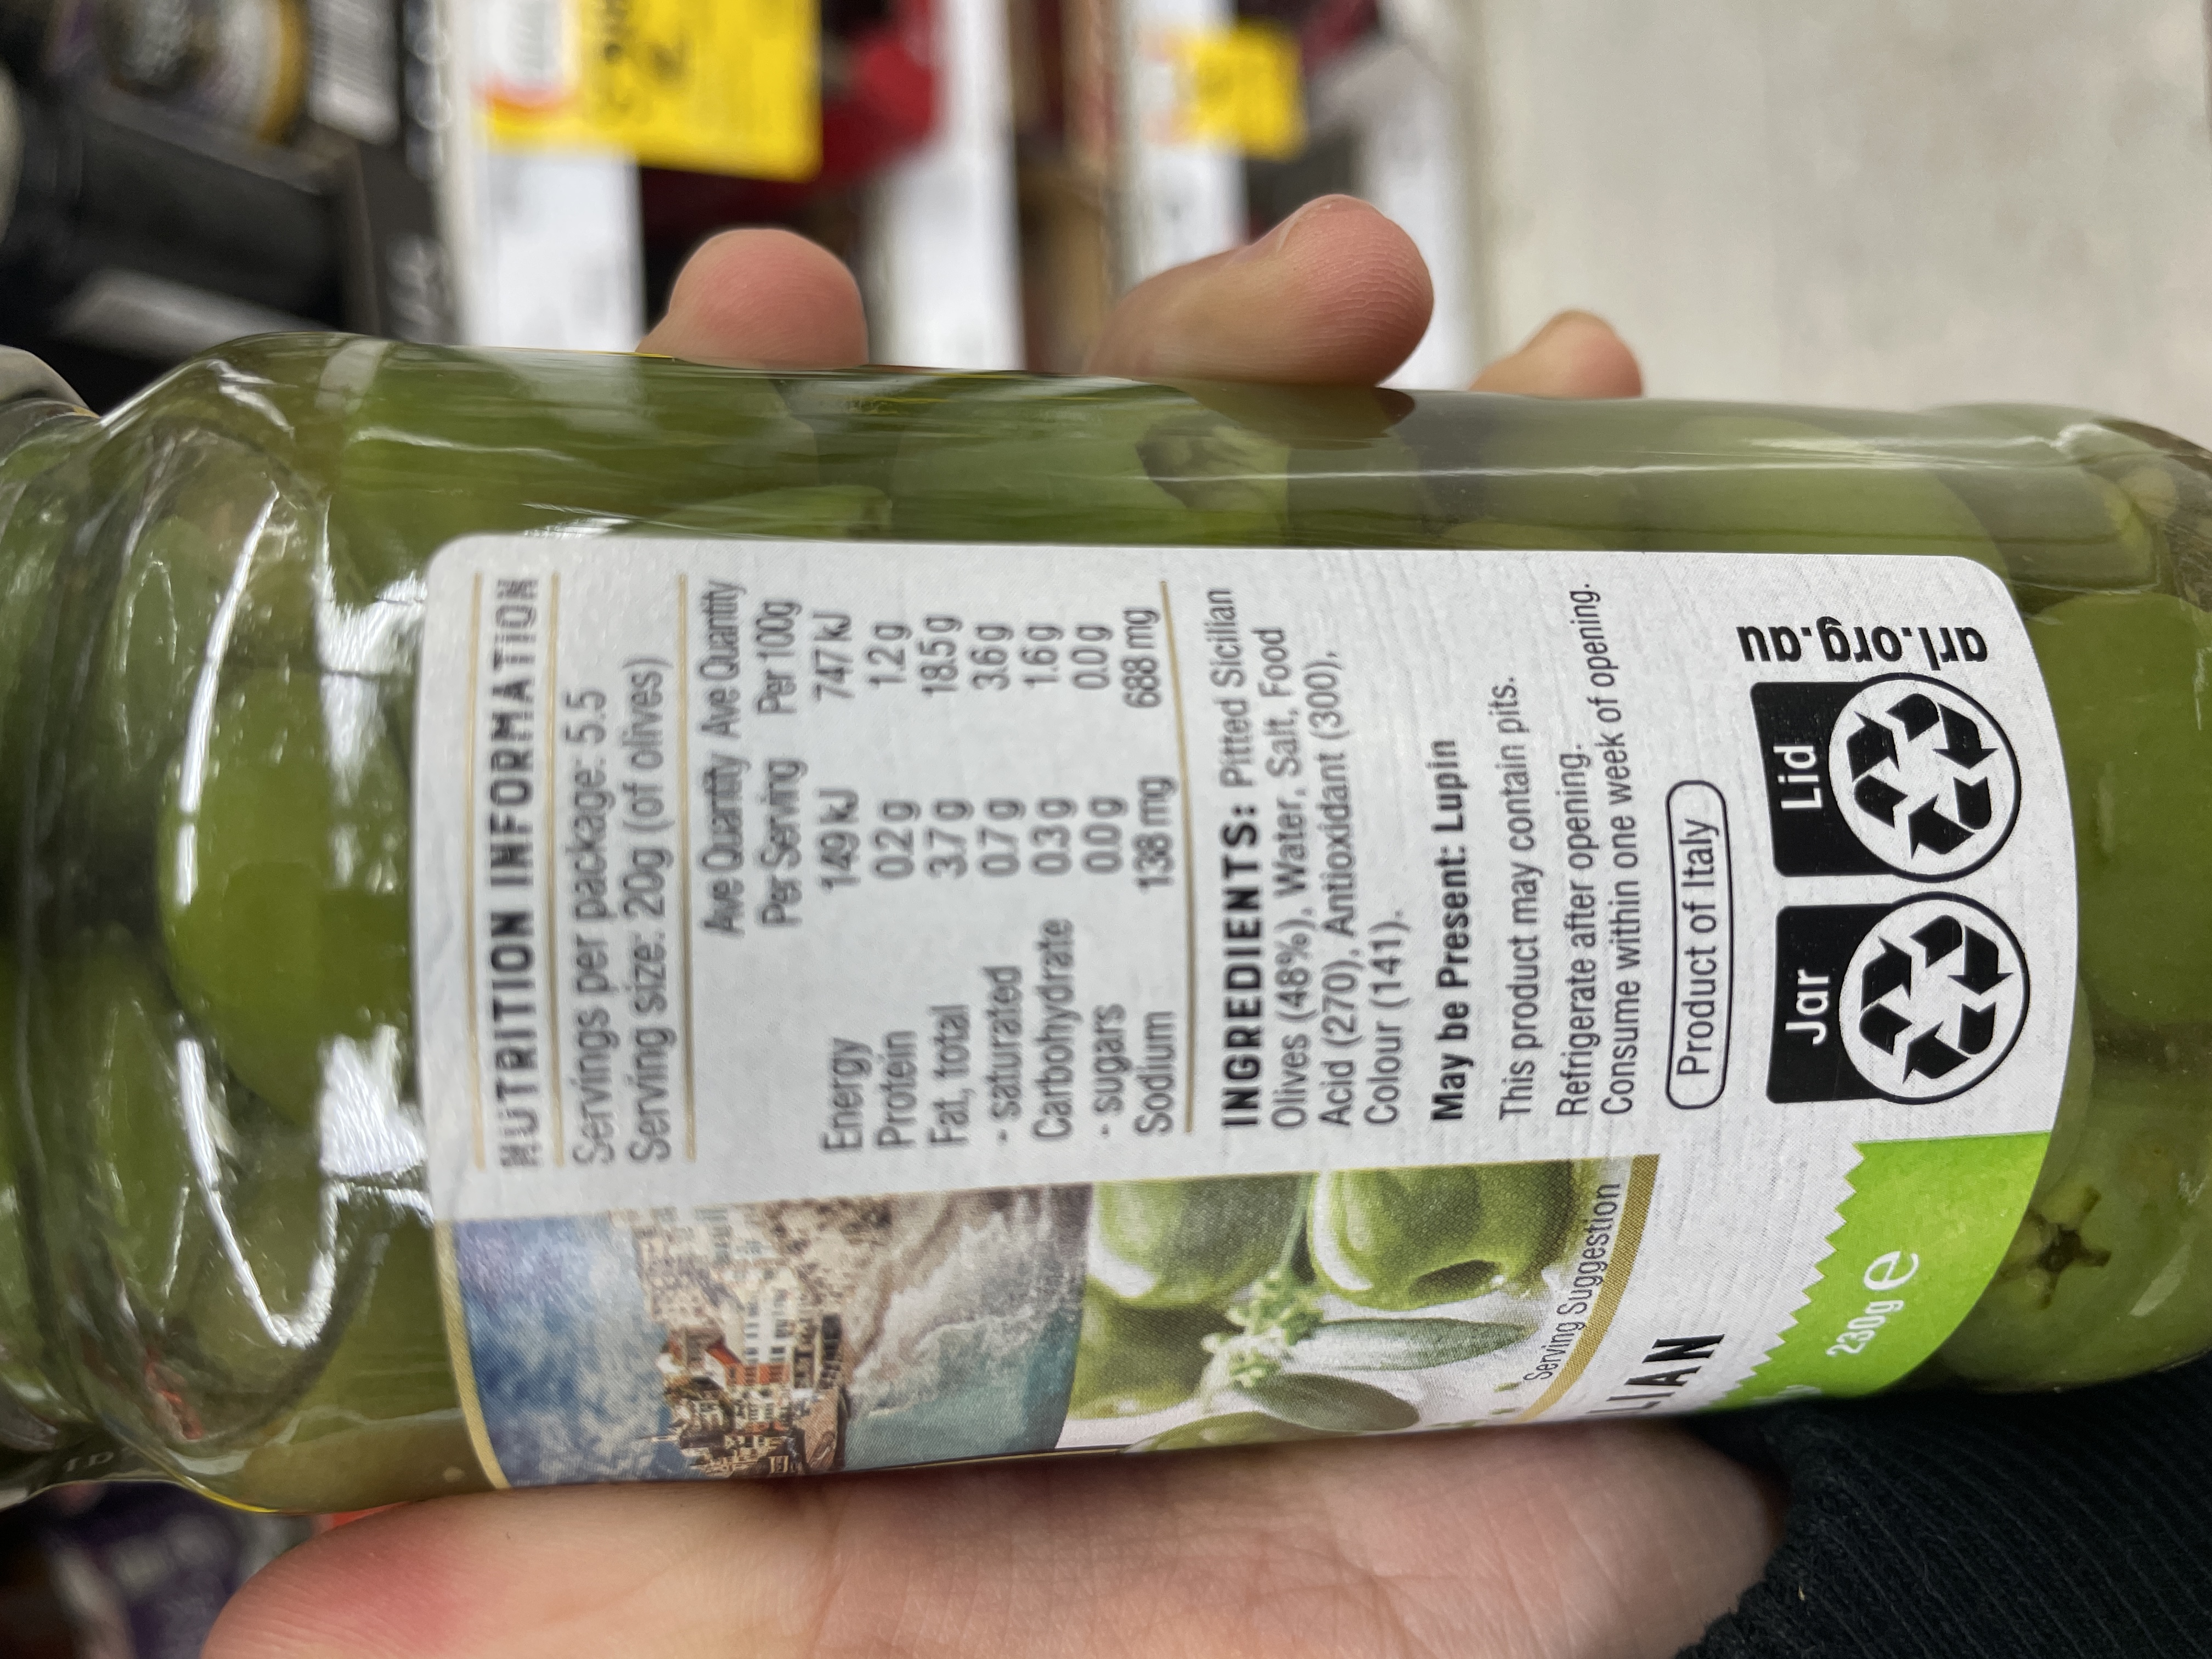 NUTRITION INFORMATION
Servings per package: 5.5
Serving size: 20g (of olives)
Ave Quantity Ave Quantity
Per Serving Per 100g
Energy 149 kJ 747 kJ
Protein 0.2 g 1.2 g
Fat, total 3.7 g 18.5 g
- saturated 0.7 g 3.6 g
Carbohydrate 0.3 g 1.6 g
- sugars 0.0 g 0.0 g
Sodium 138 mg 688 mg
INGREDIENTS: Pitted Sicilian
Olives (48%), Water, Salt, Food
Acid (270), Antioxidant (300),
Colour (141).
May be Present: Lupin
This product may contain pits.
Refrigerate after opening.
Consume within one week of opening.
Product of Italy
Jar
Lid
arl.org.au
Serving Suggestion
LIAN
230g e